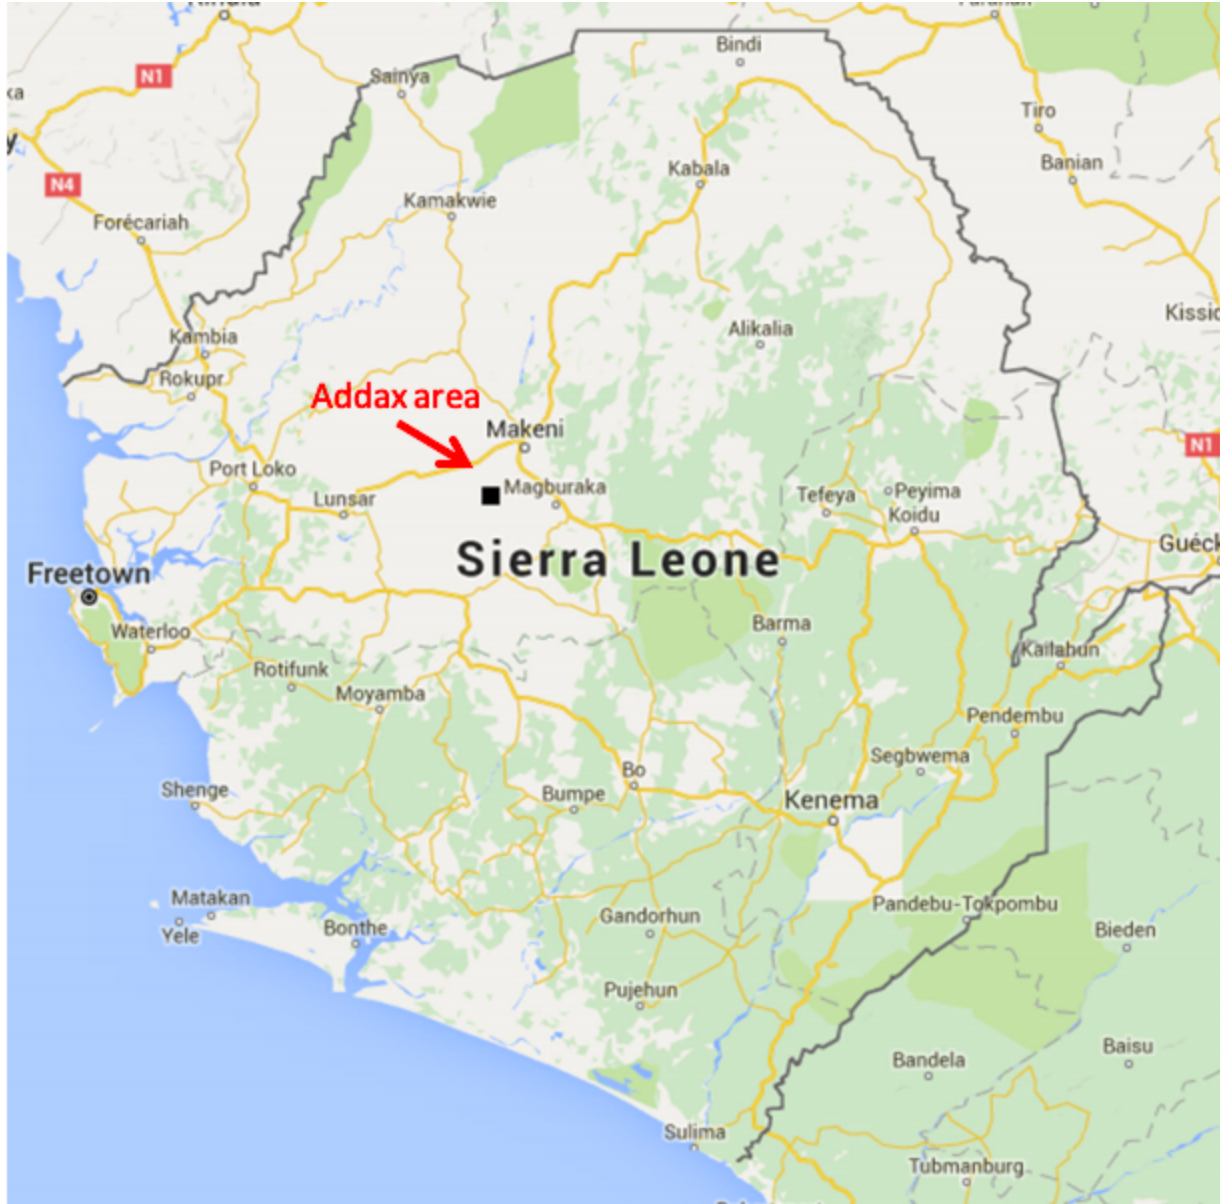 Bindi
N1
Sainya
Tiro
Banian
Kabala
N4
Kamakwie
Forécariah
Alikalia
Kambia
Rokupr
Addax area
Makeni
N1
Port Loko
Lunsar
Magburaka
Tefeya
Peyima
Koidu
Sierra Leone
Freetown
Waterloo
Barma
Kailahun
Rotifunk
Moyamba
Pendembu
Segbwema
Bo
Shenge
Bumpe
Kenema
Matakan
Yele
Bonthe
Gandorhun
Pandebu-Tokpombu
Bieden
Pujehun
Bandela
Baisu
Sulima
Tubmanburg